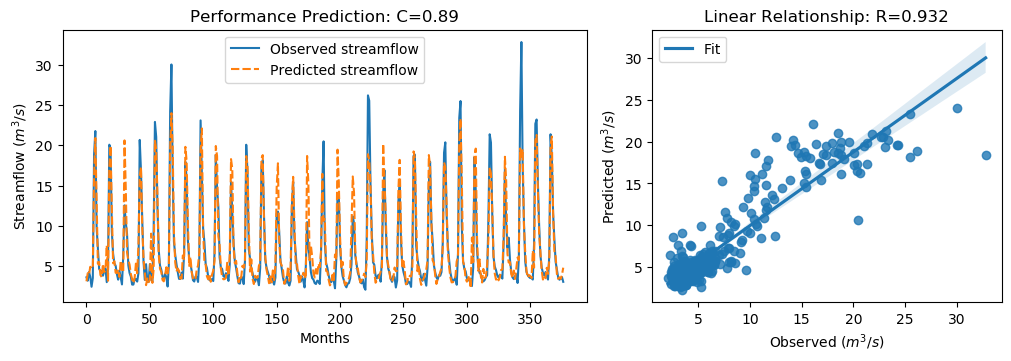 Performance Prediction: C=0.89
Observed streamflow
Predicted streamflow
Streamflow (m³/s)
30
25
20
15
10
5
0
50
100
150
200
250
300
350
Months
Linear Relationship: R=0.932
Fit
Predicted (m³/s)
30
25
20
15
10
5
5
10
15
20
25
30
Observed (m³/s)